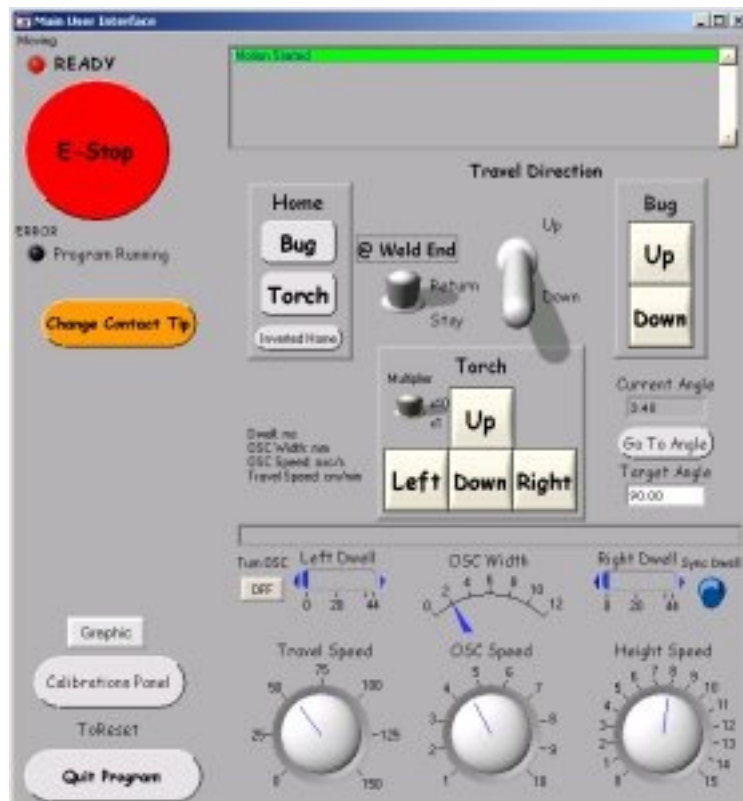 Main User Interface
Moving
READY
Motion Started
E-Stop
Travel Direction
Home
Bug
Up
Bug
@ Weld End
Up
ERROR
Program Running
Torch
Return
Down
Down
Change Contact Tip
Inverted Home
Stay
Torch
Multiplier
x10
x1
Up
Current Angle
3.48
Go To Angle
Dwell: ms
OSC Width: mm
OSC Speed: osc/s
Travel Speed: cm/min
Left Down Right
Target Angle
90.00
Turn OSC Left Dwell OSC Width Right Dwell Sync Dwell
OFF
0 20 44
0 2 4 6 8 10 12
0 20 44
Graphic
Travel Speed OSC Speed Height Speed
0 25 50 75 100 125 150
1 2 3 4 5 6 7 8 9 10
0 1 2 3 4 5 6 7 8 9 10 11 12 13 14 15
Calibrations Panel
ToReset
Quit Program